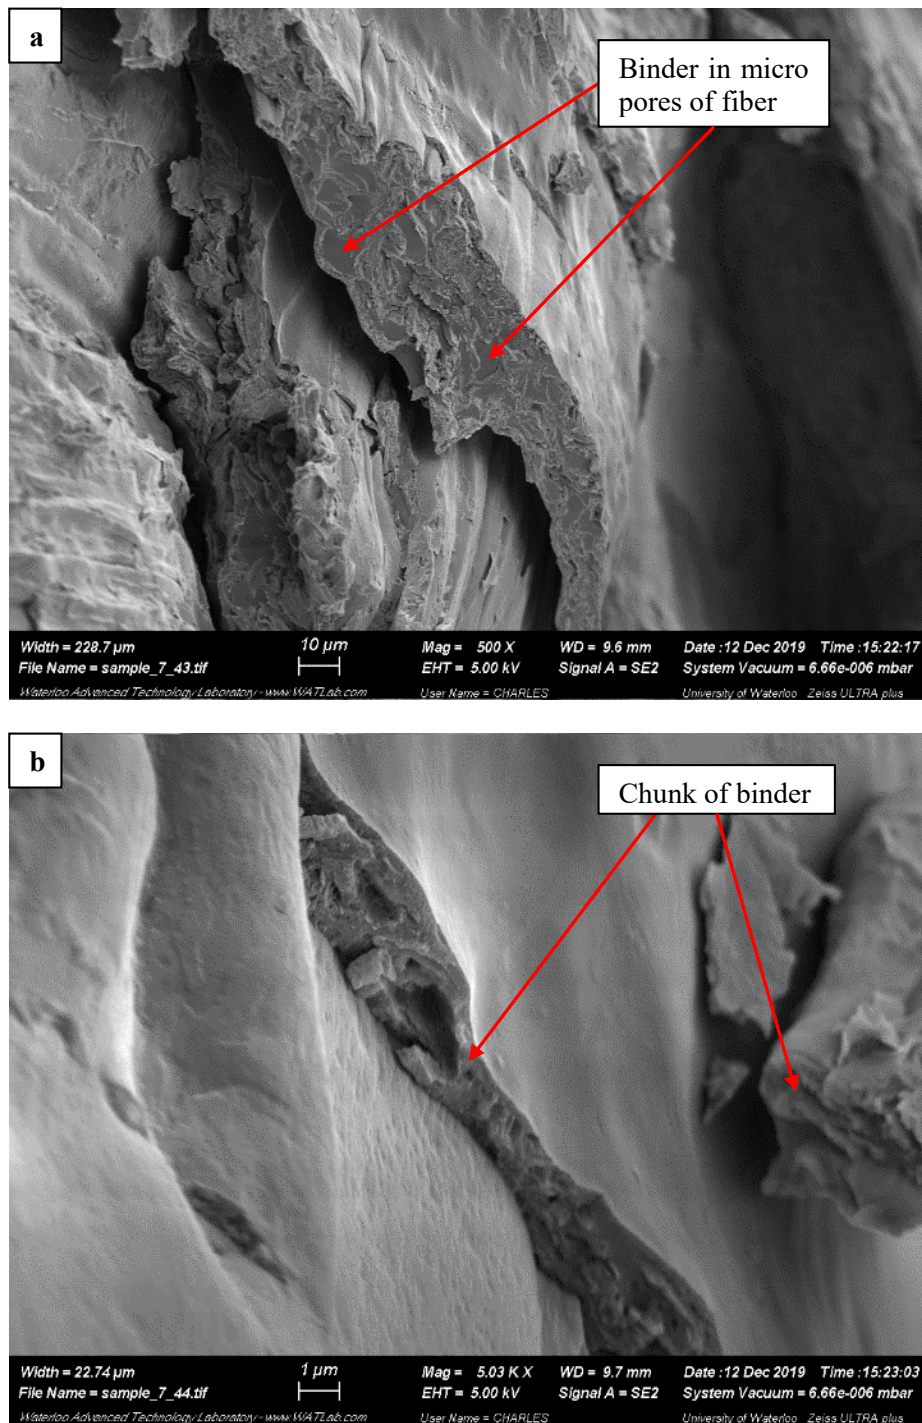 a
Binder in micro
pores of fiber
Width = 228.7 µm
10 µm
Mag = 500 X
WD = 9.6 mm
Date :12 Dec 2019 Time :15:22:17
File Name = sample_7_43.tif
EHT = 5.00 kV
Signal A = SE2
System Vacuum = 6.66e-006 mbar
Waterloo Advanced Technology Laboratory - www.WATLab.com
User Name = CHARLES
University of Waterloo Zeiss ULTRA plus
b
Chunk of binder
Width = 22.74 µm
1 µm
Mag = 5.03 K X
WD = 9.7 mm
Date :12 Dec 2019 Time :15:23:03
File Name = sample_7_44.tif
EHT = 5.00 kV
Signal A = SE2
System Vacuum = 6.66e-006 mbar
Waterloo Advanced Technology Laboratory - www.WATLab.com
User Name = CHARLES
University of Waterloo Zeiss ULTRA plus